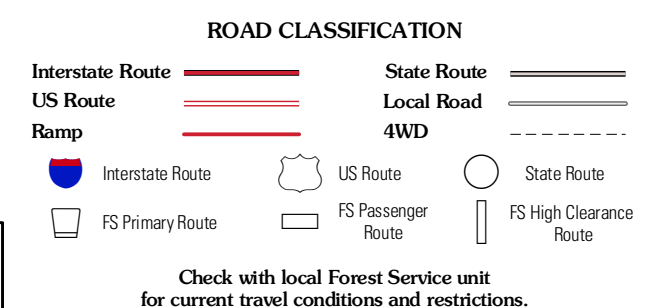 ROAD CLASSIFICATION
Interstate Route
State Route
US Route
Local Road
Ramp
4WD
Interstate Route
US Route
State Route
FS Primary Route
FS Passenger
Route
FS High Clearance
Route
Check with local Forest Service unit
for current travel conditions and restrictions.